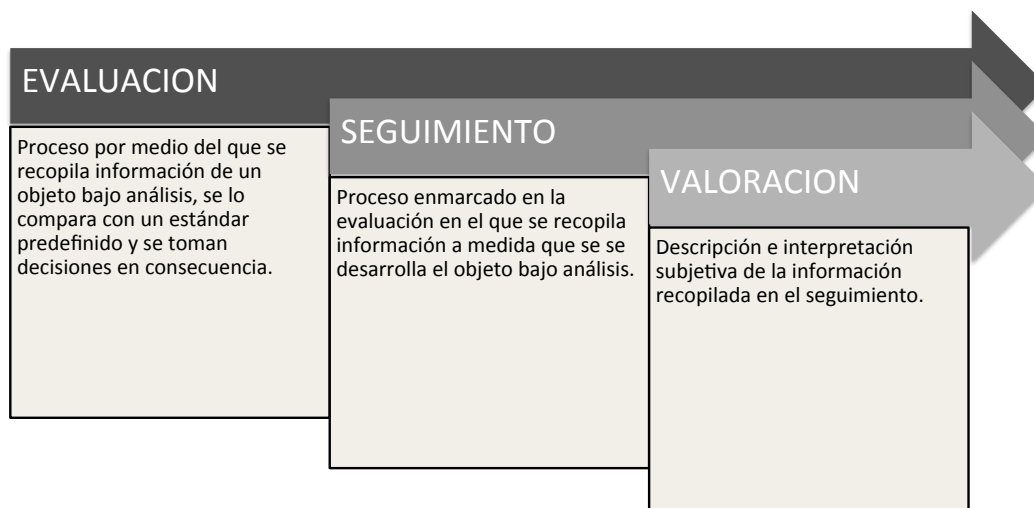 EVALUACION
Proceso por medio del que se
recopila información de un
objeto bajo análisis, se lo
compara con un estándar
predefinido y se toman
decisiones en consecuencia.
SEGUIMIENTO
Proceso enmarcado en la
evaluación en el que se recopila
información a medida que se se
desarrolla el objeto bajo análisis.
VALORACION
Descripción e interpretación
subjetiva de la información
recopilada en el seguimiento.